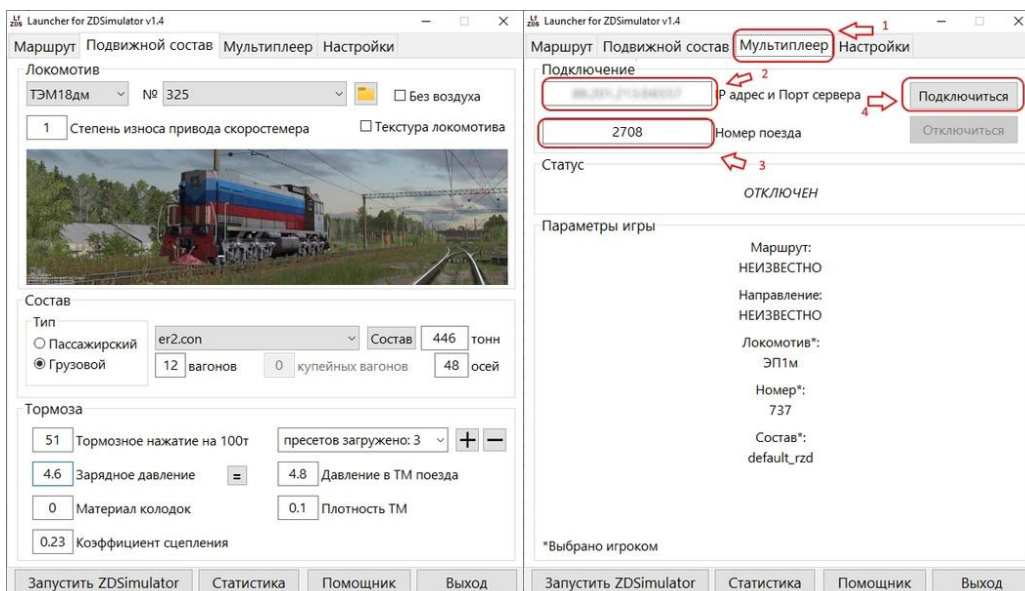 Launcher for ZDSimulator v1.4
Маршрут Подвижной состав Мультиплеер Настройки
Локомотив
ТЭМ18дм № 325 Без воздуха
1 Степень износа привода скоростемера Текстура локомотива
Состав
Тип
Пассажирский
Грузовой
er2.con Состав 446 тонн
12 вагонов 0 купейных вагонов 48 осей
Тормоза
51 Тормозное нажатие на 100т пресетов загружено: 3 + −
4.6 Зарядное давление = 4.8 Давление в ТМ поезда
0 Материал колодок 0.1 Плотность ТМ
0.23 Коэффициент сцепления
Запустить ZDSimulator Статистика Помощник Выход
Launcher for ZDSimulator v1.4
1
Маршрут Подвижной состав Мультиплеер Настройки
Подключение
2
IP адрес и Порт сервера Подключиться
4
2708 Номер поезда Отключиться
3
Статус
ОТКЛЮЧЕН
Параметры игры
Маршрут:
НЕИЗВЕСТНО
Направление:
НЕИЗВЕСТНО
Локомотив*:
ЭП1м
Номер*:
737
Состав*:
default_rzd
*Выбрано игроком
Запустить ZDSimulator Статистика Помощник Выход